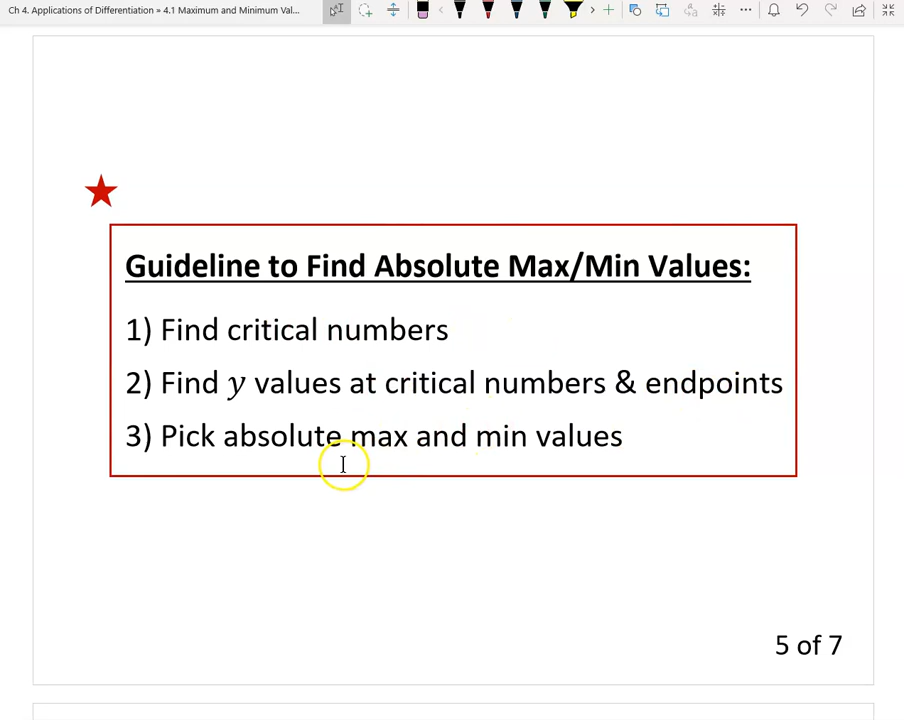 Ch 4. Applications of Differentiation » 4.1 Maximum and Minimum Val...
Guideline to Find Absolute Max/Min Values:
1) Find critical numbers
2) Find y values at critical numbers & endpoints
3) Pick absolute max and min values
5 of 7